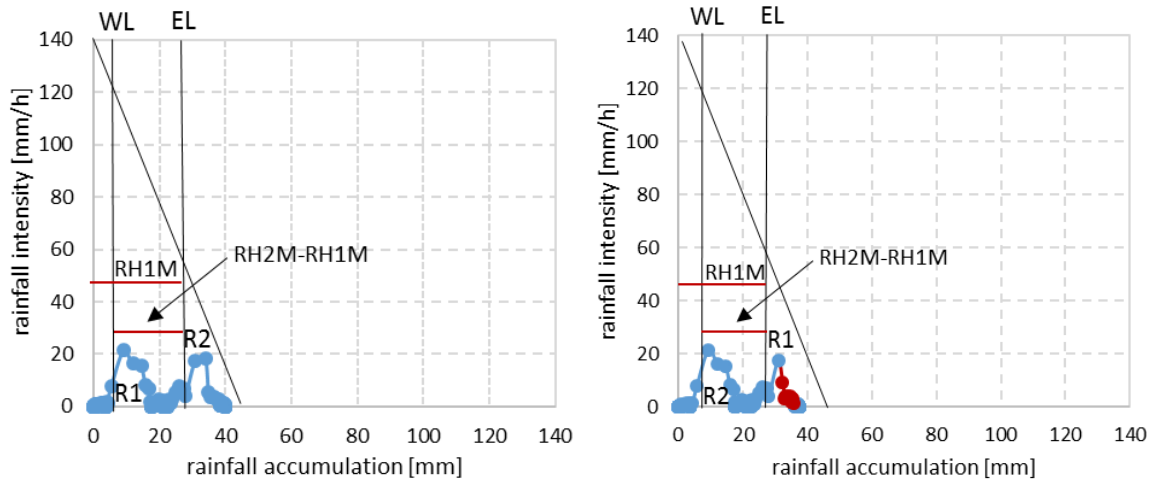 WL EL
140
120
100
80
60
40
20
0
rainfall intensity [mm/h]
RH2M-RH1M
RH1M
R2
R1
0 20 40 60 80 100 120 140
rainfall accumulation [mm]
WL EL
140
120
100
80
60
40
20
0
rainfall intensity [mm/h]
RH2M-RH1M
RH1M
R1
R2
0 20 40 60 80 100 120 140
rainfall accumulation [mm]